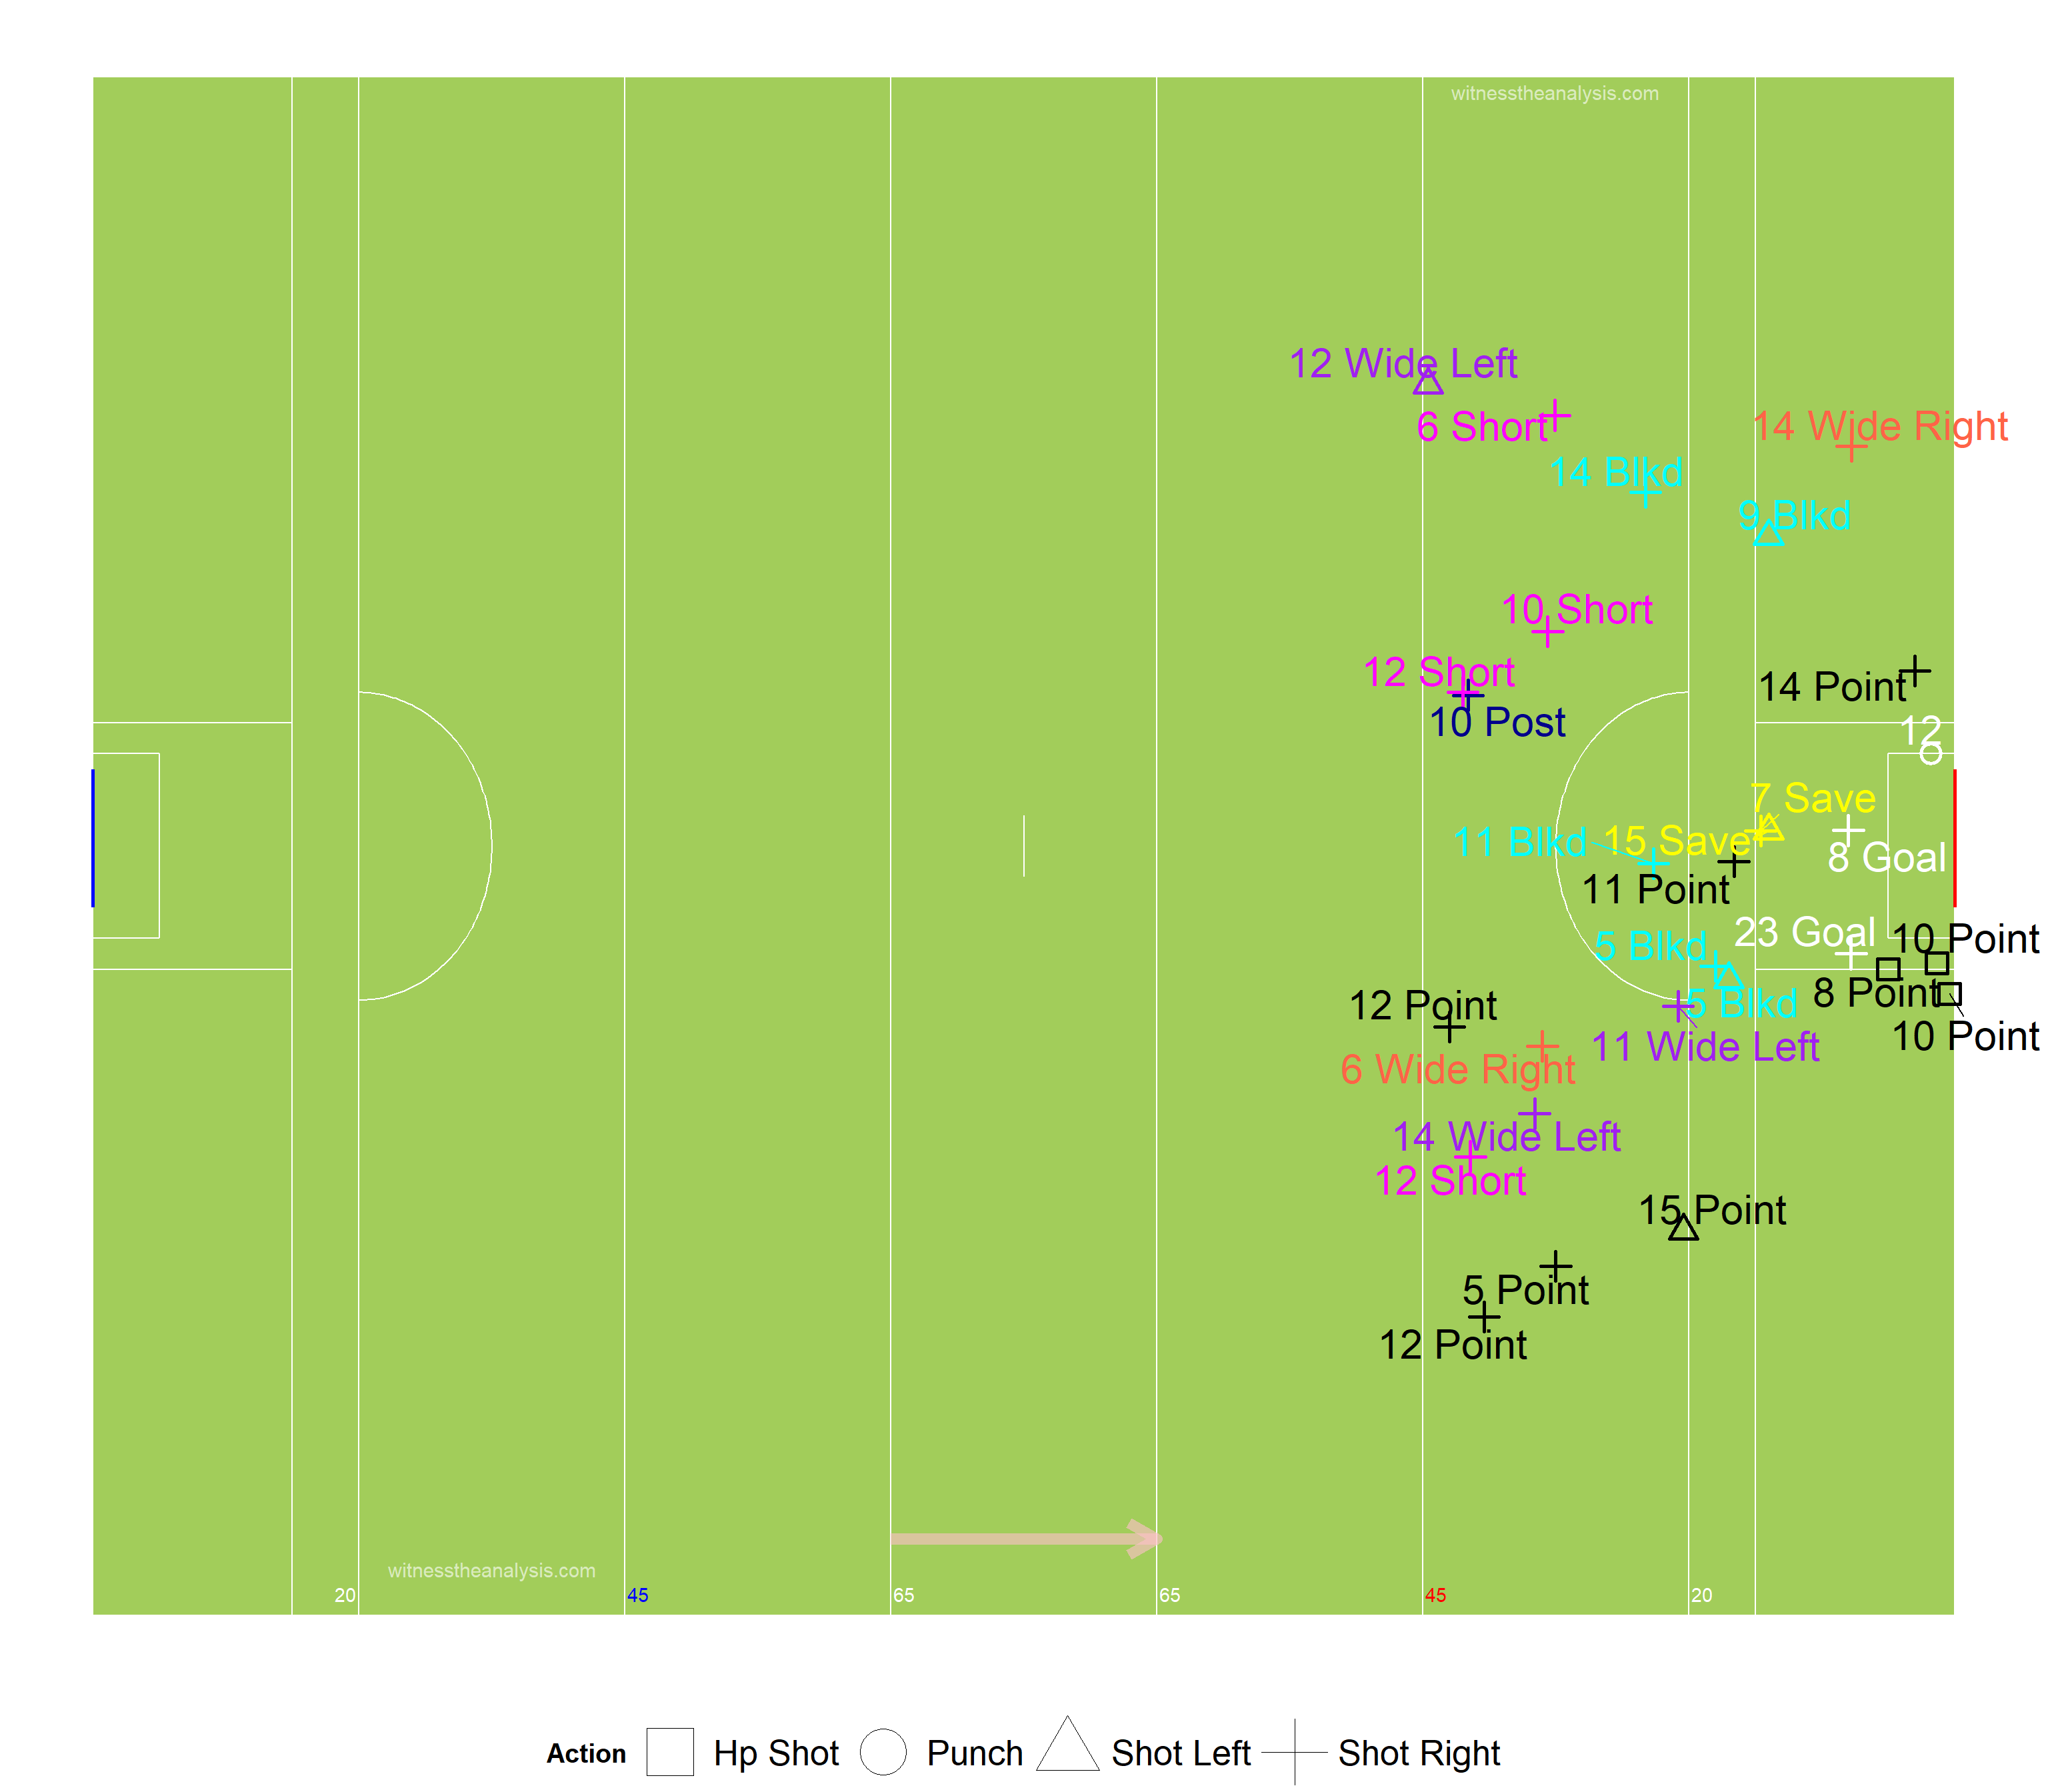 witnesstheanalysis.com
12 Wide Left
6 Short
14 Wide Right
14 Blkd
9 Blkd
10 Short
12 Short
14 Point
10 Post
12
7 Save
11 Blkd
15 Save
8 Goal
11 Point
23 Goal
10 Point
5 Blkd
8 Point
5 Blkd
12 Point
10 Point
11 Wide Left
6 Wide Right
14 Wide Left
12 Short
15 Point
5 Point
12 Point
witnesstheanalysis.com
20
45
65
65
45
20
Action
Hp Shot
Punch
Shot Left
Shot Right